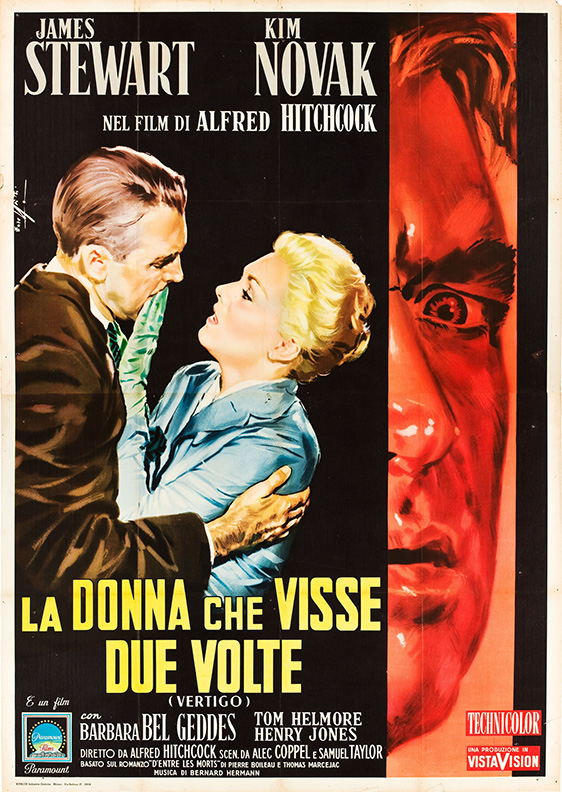 JAMES STEWART
KIM NOVAK
NEL FILM DI ALFRED HITCHCOCK
LA DONNA CHE VISSE
DUE VOLTE
(VERTIGO)
È un film
Paramount
Paramount
con
BARBARA BEL GEDDES TOM HELMORE
HENRY JONES
DIRETTO DA ALFRED HITCHCOCK SCEN. DA ALEC COPPEL E SAMUEL TAYLOR
BASATO SUL ROMANZO "D'ENTRE LES MORTS" DI PIERRE BOILEAU E THOMAS MARCEJAC
MUSICA DI BERNARD HERMANN
TECHNICOLOR
UNA PRODUZIONE IN
VISTAVISION